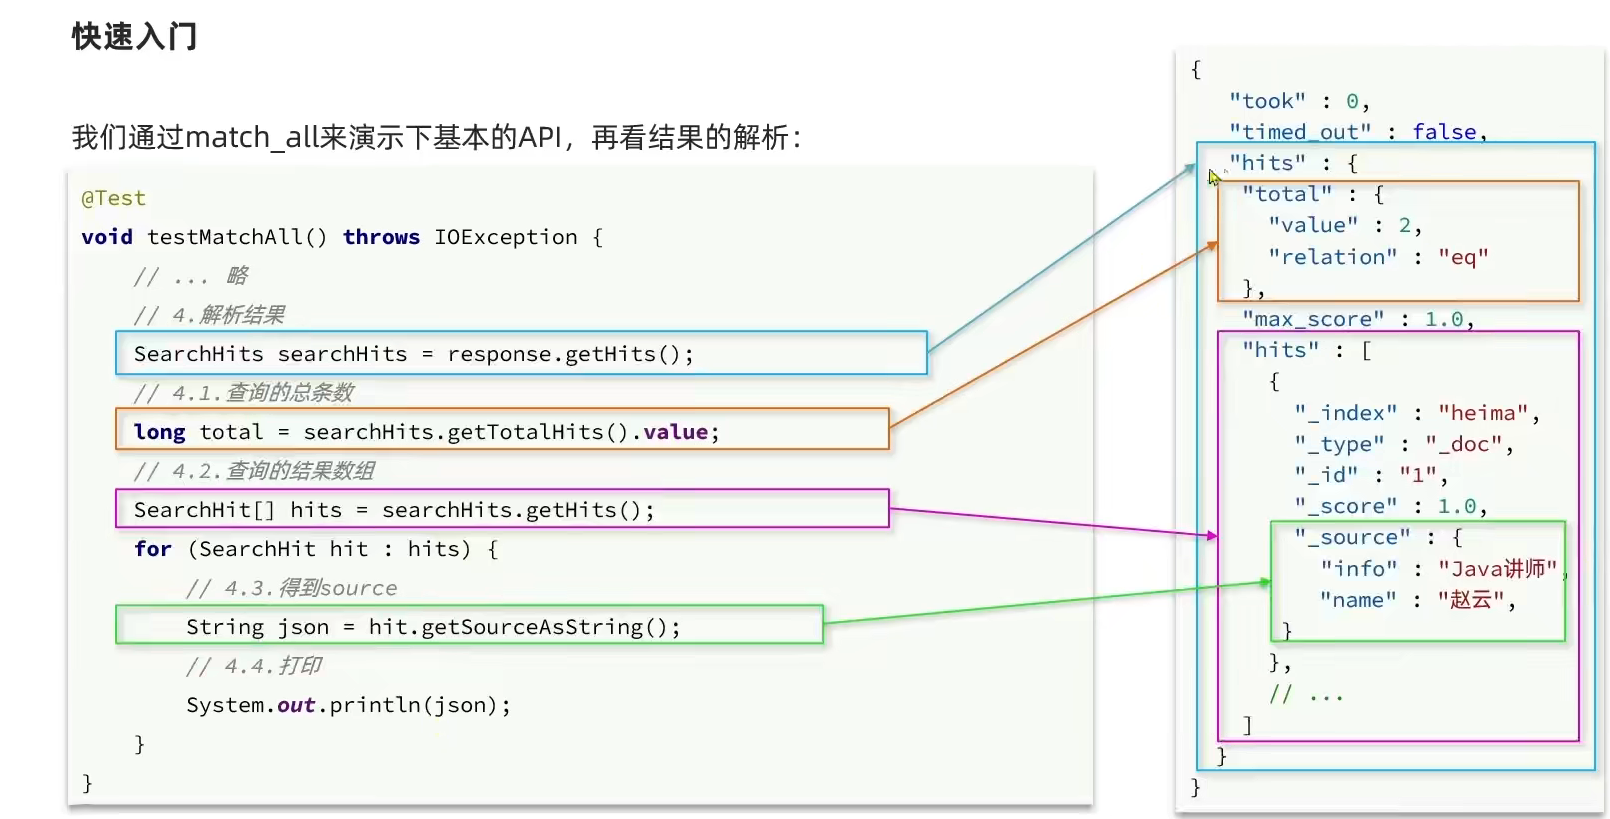 快速入门
我们通过match_all来演示下基本的API，再看结果的解析：
@Test
void testMatchAll() throws IOException {
    // ... 略
    // 4.解析结果
    SearchHits searchHits = response.getHits();
    // 4.1.查询的总条数
    long total = searchHits.getTotalHits().value;
    // 4.2.查询的结果数组
    SearchHit[] hits = searchHits.getHits();
    for (SearchHit hit : hits) {
        // 4.3.得到source
        String json = hit.getSourceAsString();
        // 4.4.打印
        System.out.println(json);
    }
}
{
  "took" : 0,
  "timed_out" : false,
  "hits" : {
    "total" : {
      "value" : 2,
      "relation" : "eq"
    },
    "max_score" : 1.0,
    "hits" : [
      {
        "_index" : "heima",
        "_type" : "_doc",
        "_id" : "1",
        "_score" : 1.0,
        "_source" : {
          "info" : "Java讲师",
          "name" : "赵云",
        }
      },
      // ...
    ]
  }
}